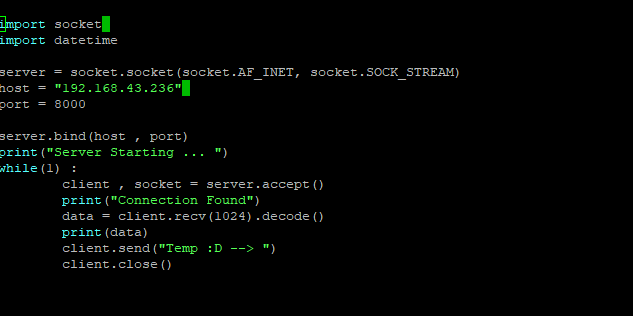 import socket
import datetime
server = socket.socket(socket.AF_INET, socket.SOCK_STREAM)
host = "192.168.43.236"
port = 8000
server.bind(host , port)
print("Server Starting ... ")
while(1) :
client , socket = server.accept()
print("Connection Found")
data = client.recv(1024).decode()
print(data)
client.send("Temp :D --> ")
client.close()